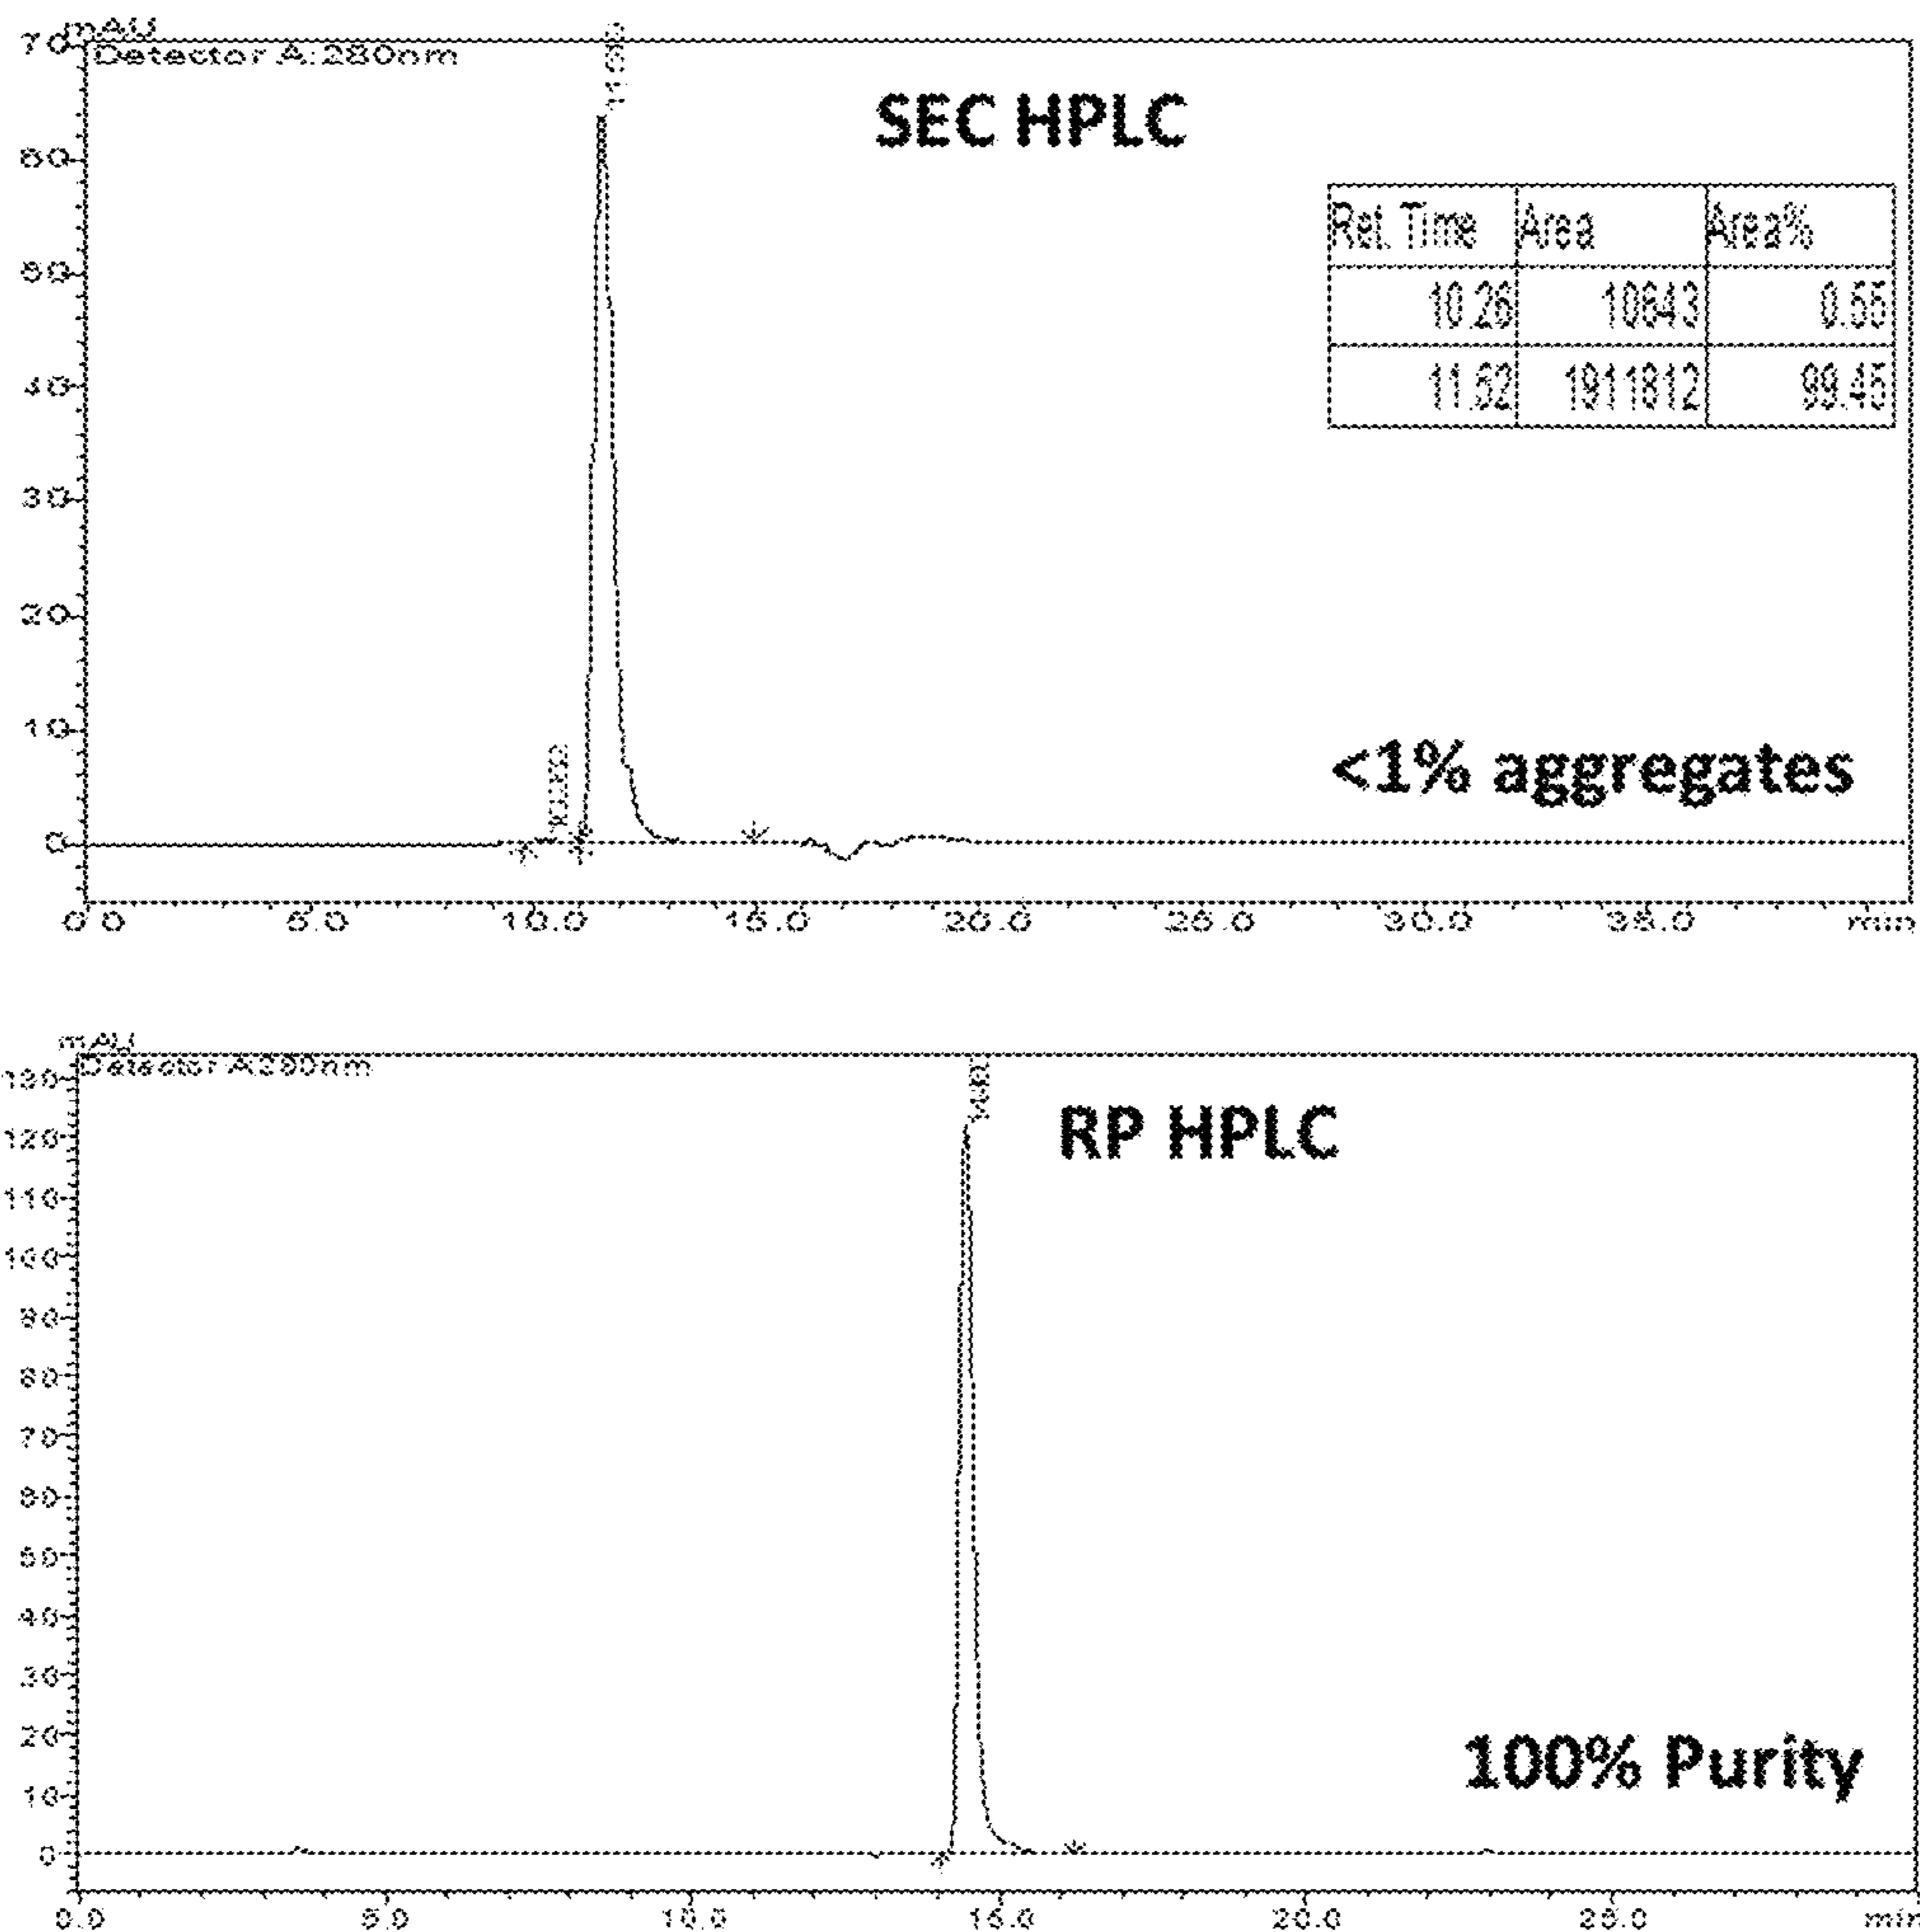 mAU
70
Detector A:280nm
SEC HPLC
60
Ret. Time Area Area%
50
10.26 10643 0.55
11.62 1911812 99.45
40
30
20
10
<1% aggregates
0
0.0 5.0 10.0 15.0 20.0 25.0 30.0 35.0 min
mAU
130
Detector A:280nm
RP HPLC
120
110
100
90
80
70
60
50
40
30
20
100% Purity
10
0
0.0 5.0 10.0 15.0 20.0 25.0 min